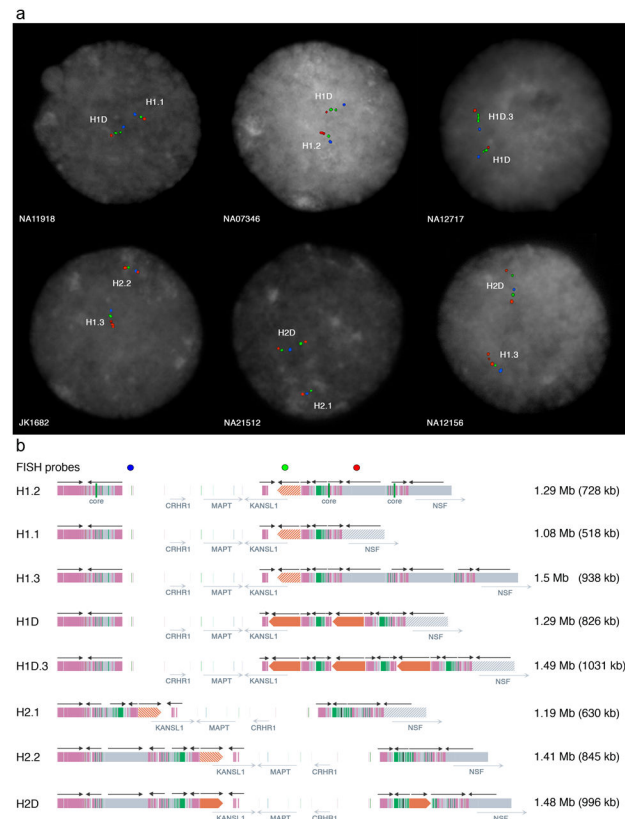 a
H1.1
H1D
NA11918
H1D
H1.2
NA07346
H1D.3
H1D
NA12717
H2.2
H1.3
JK1682
H2D
H2.1
NA21512
H2D
H1.3
NA12156
b
FISH probes
H1.2 1.29 Mb (728 kb)
core core core
CRHR1 MAPT KANSL1 NSF
H1.1 1.08 Mb (518 kb)
CRHR1 MAPT KANSL1 NSF
H1.3 1.5 Mb (938 kb)
CRHR1 MAPT KANSL1 NSF
H1D 1.29 Mb (826 kb)
CRHR1 MAPT KANSL1 NSF
H1D.3 1.49 Mb (1031 kb)
CRHR1 MAPT KANSL1 NSF
H2.1 1.19 Mb (630 kb)
KANSL1 MAPT CRHR1 NSF
H2.2 1.41 Mb (845 kb)
KANSL1 MAPT CRHR1 NSF
H2D 1.48 Mb (996 kb)
KANSL1 MAPT CRHR1 NSF